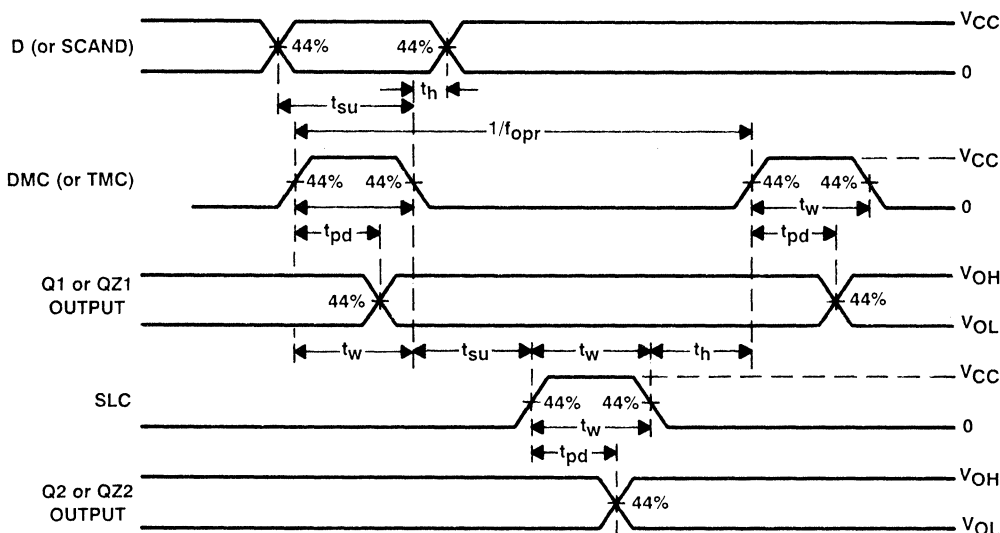 VCC
D (or SCAND) 44% 44%
0
th
tsu
1/fopr
VCC
DMC (or TMC) 44% 44% 44% 44%
tw
0
tpd tpd
Q1 or QZ1
OUTPUT
VOH
44% 44%
VOL
tw tsu tw th
VCC
SLC 44% 44%
tw
0
tpd
Q2 or QZ2
OUTPUT
VOH
44%
VOL